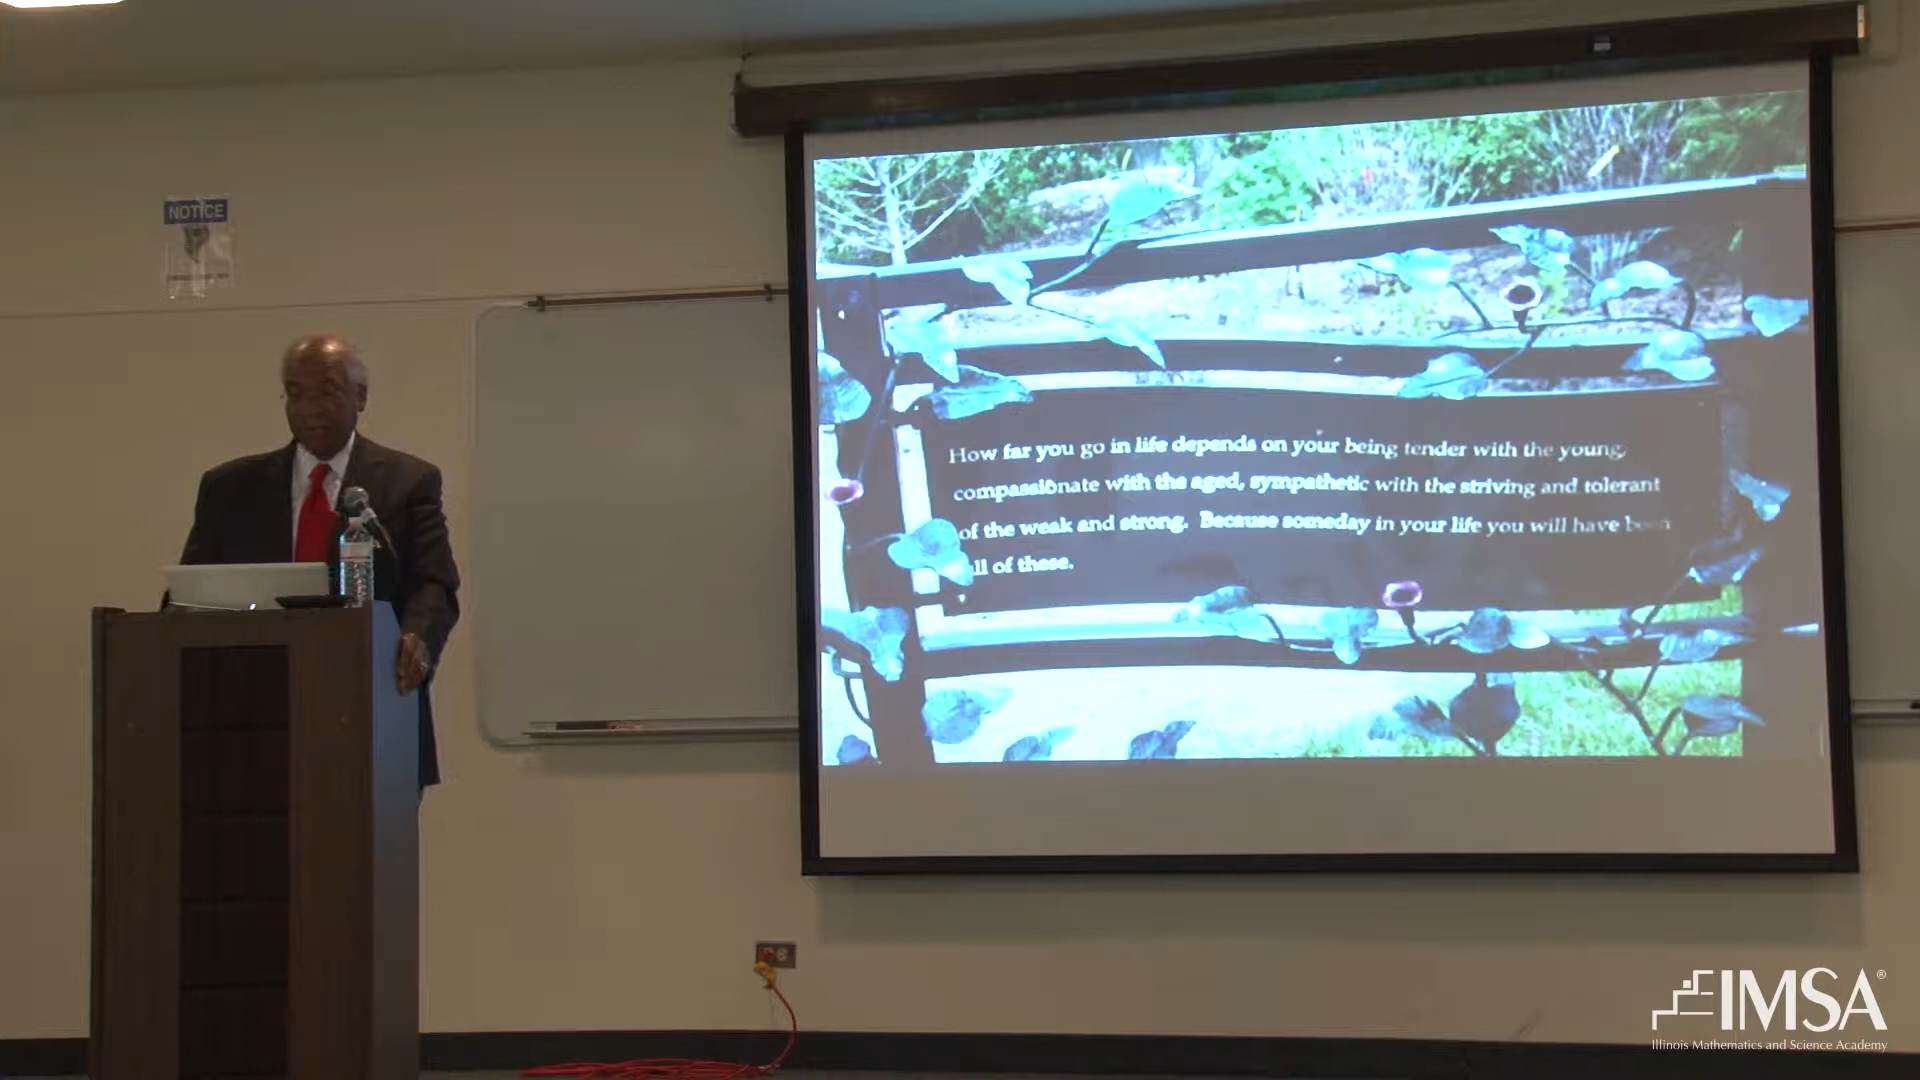 NOTICE
How far you go in life depends on your being tender with the young,
compassionate with the aged, sympathetic with the striving and tolerant
of the weak and strong. Because someday in your life you will have been
all of these.
IMSA®
Illinois Mathematics and Science Academy